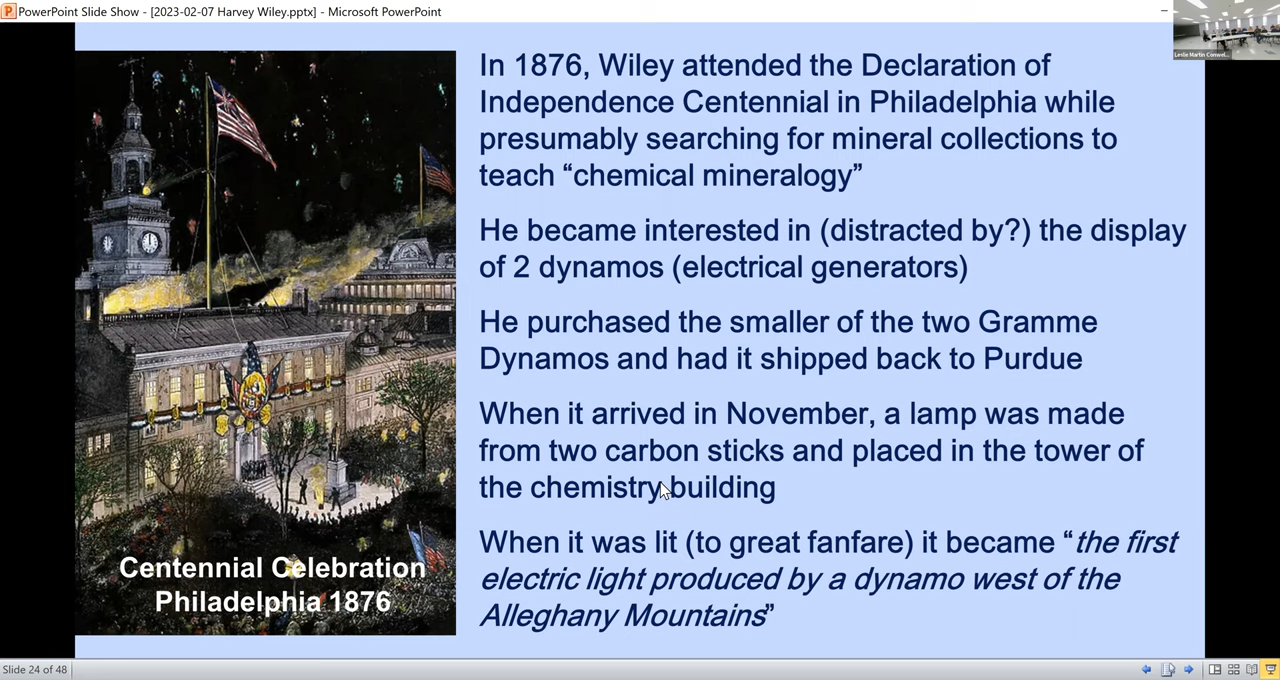 PowerPoint Slide Show - [2023-02-07 Harvey Wiley.pptx] - Microsoft PowerPoint
Leslie Martin Conwel...
In 1876, Wiley attended the Declaration of
Independence Centennial in Philadelphia while
presumably searching for mineral collections to
teach “chemical mineralogy”
He became interested in (distracted by?) the display
of 2 dynamos (electrical generators)
He purchased the smaller of the two Gramme
Dynamos and had it shipped back to Purdue
When it arrived in November, a lamp was made
from two carbon sticks and placed in the tower of
the chemistry building
When it was lit (to great fanfare) it became “the first
electric light produced by a dynamo west of the
Alleghany Mountains”
Centennial Celebration
Philadelphia 1876
Slide 24 of 48